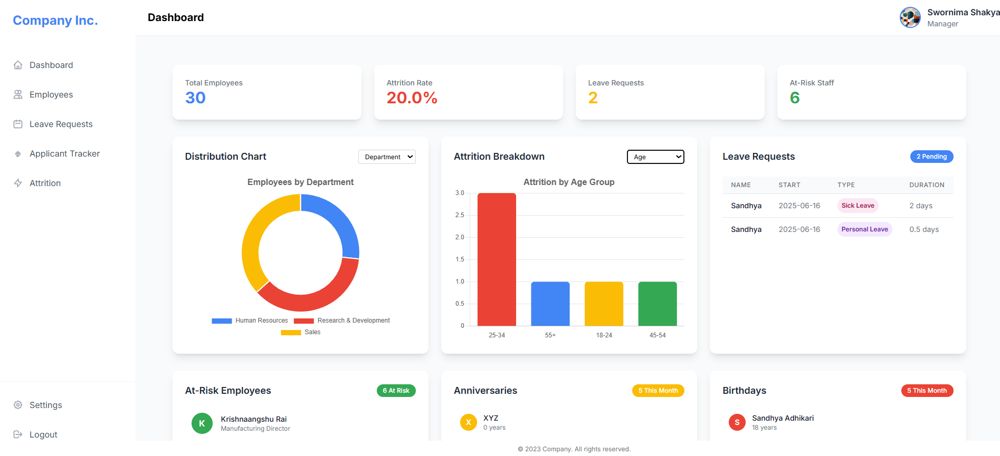 Company Inc.
Dashboard
Employees
Leave Requests
Applicant Tracker
Attrition
Settings
Logout
Dashboard
Swornima Shakya
Manager
Total Employees
30
Attrition Rate
20.0%
Leave Requests
2
At-Risk Staff
6
Distribution Chart
Department
Employees by Department
Human Resources
Research & Development
Sales
Attrition Breakdown
Age
Attrition by Age Group
3.0
2.5
2.0
1.5
1.0
0.5
0
25-34 55+ 18-24 45-54
Leave Requests
2 Pending
NAME START TYPE DURATION
Sandhya 2025-06-16 Sick Leave 2 days
Sandhya 2025-06-16 Personal Leave 0.5 days
At-Risk Employees
6 At Risk
K
Krishnaangshu Rai
Manufacturing Director
Anniversaries
5 This Month
X
XYZ
0 years
Birthdays
5 This Month
S
Sandhya Adhikari
18 years
© 2023 Company. All rights reserved.